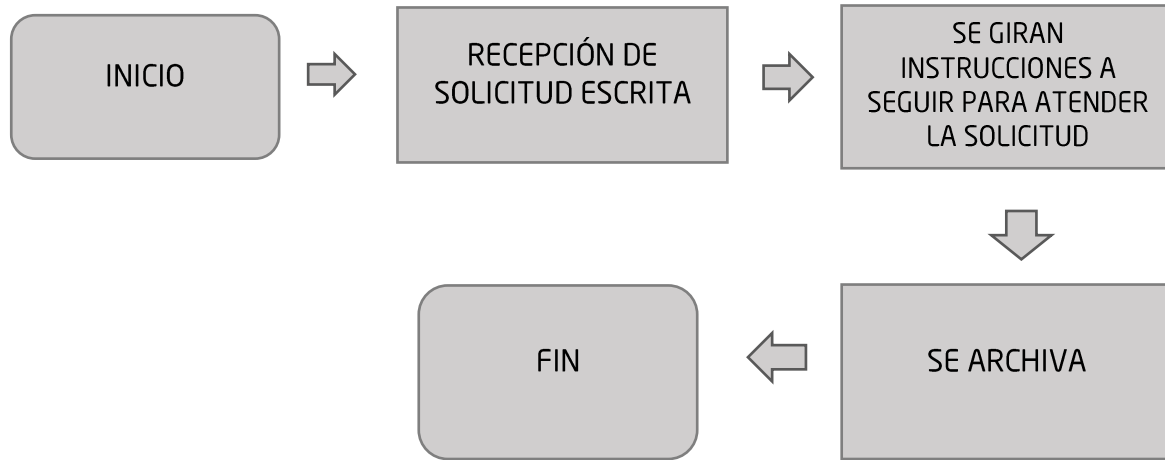 INICIO
RECEPCIÓN DE
SOLICITUD ESCRITA
SE GIRAN
INSTRUCCIONES A
SEGUIR PARA ATENDER
LA SOLICITUD
SE ARCHIVA
FIN